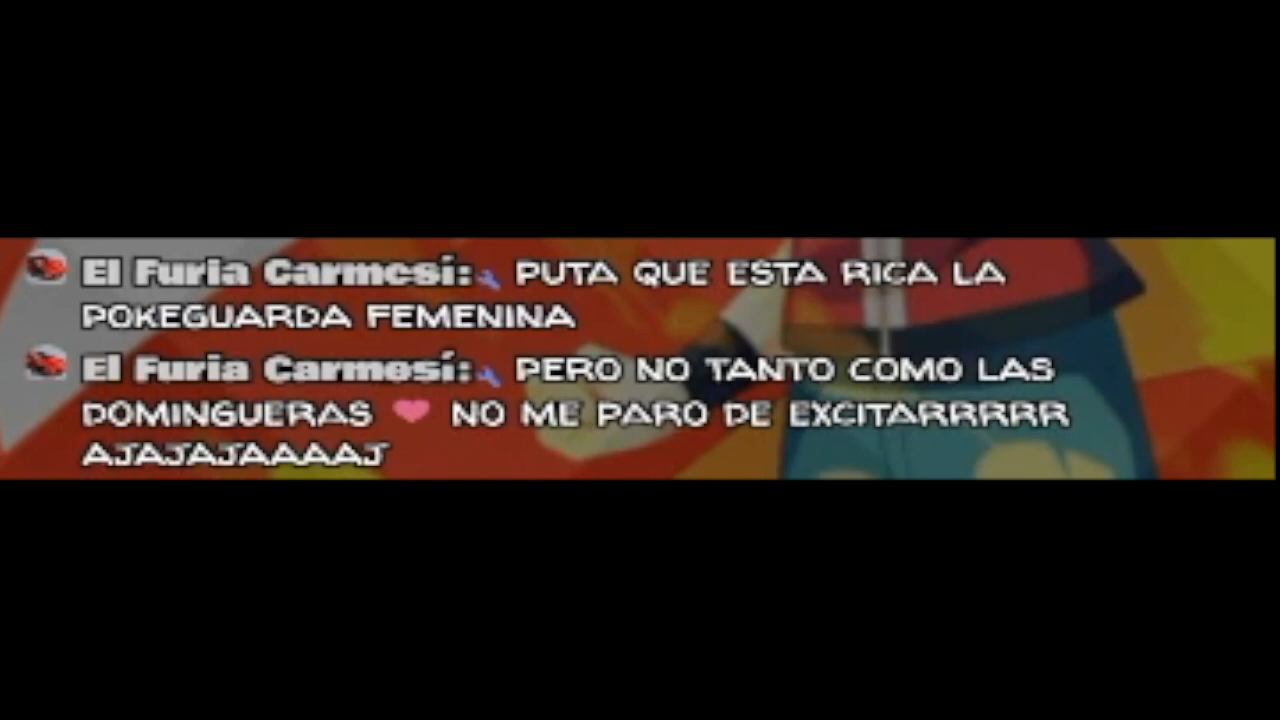 El Furia Carmesí: PUTA QUE ESTA RICA LA
POKEGUARDA FEMENINA
El Furia Carmesí: PERO NO TANTO COMO LAS
DOMINGUERAS ❤ NO ME PARO DE EXCITARRRRR
AJAJAJAAAAJ